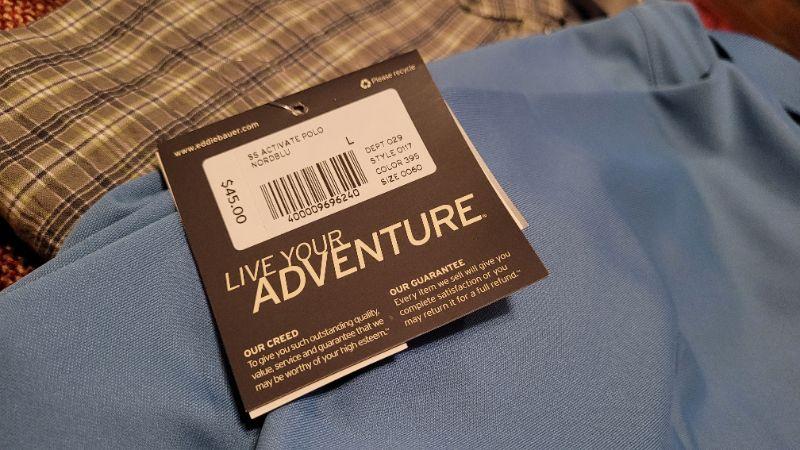 Please recycle
www.eddiebauer.com
SS ACTIVATE POLO
NORDBLU
L
DEPT 029
STYLE 0117
COLOR 395
SIZE 0060
$45.00
400009696240
LIVE YOUR
ADVENTURE®
OUR CREED
To give you such outstanding quality,
value, service and guarantee that we
may be worthy of your high esteem.™
OUR GUARANTEE
Every item we sell will give you
complete satisfaction or you
may return it for a full refund.™